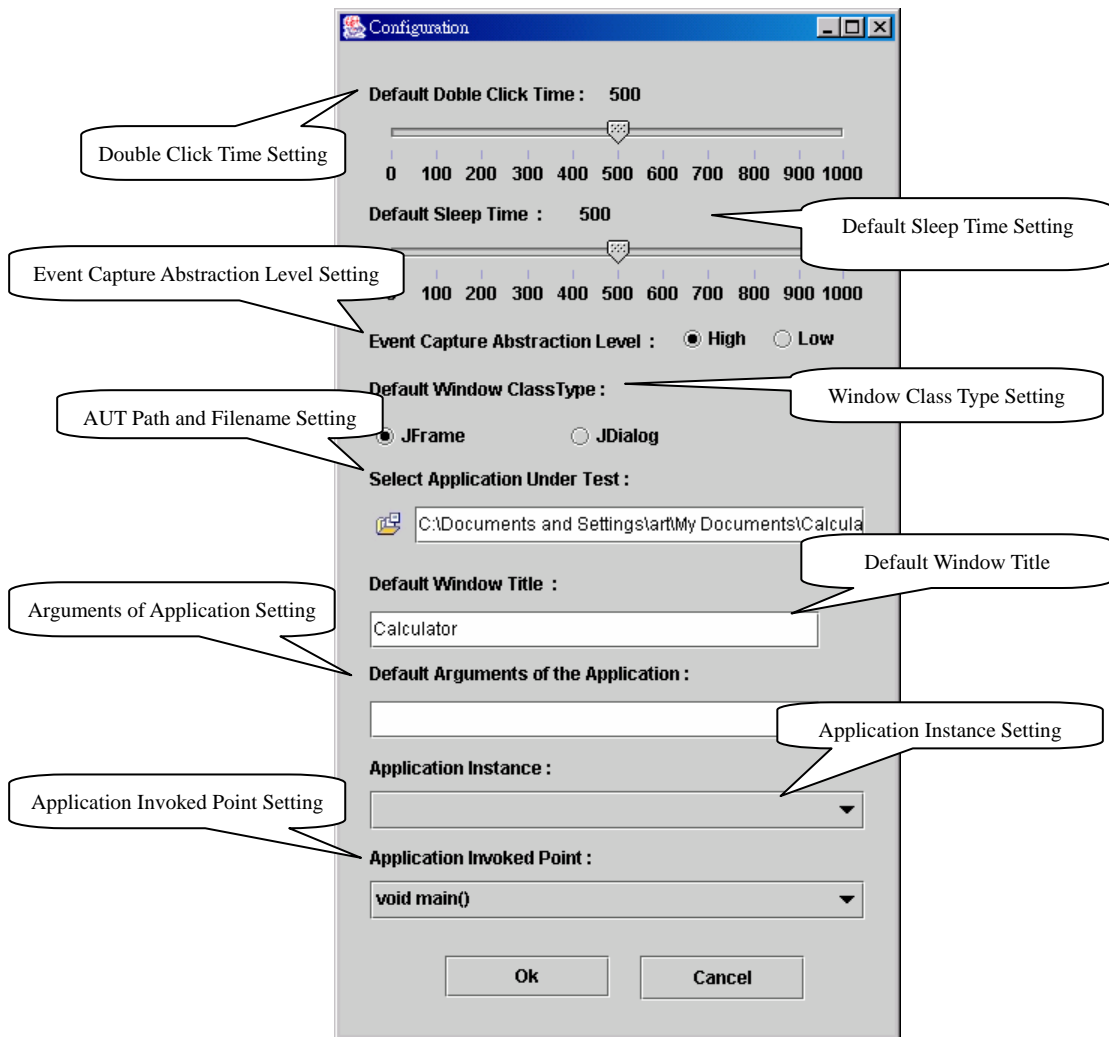 Configuration
Default Doble Click Time : 500
Double Click Time Setting
0 100 200 300 400 500 600 700 800 900 1000
Default Sleep Time : 500
Default Sleep Time Setting
Event Capture Abstraction Level Setting
100 200 300 400 500 600 700 800 900 1000
Event Capture Abstraction Level : High Low
Default Window ClassType :
Window Class Type Setting
AUT Path and Filename Setting
JFrame JDialog
Select Application Under Test :
C:\Documents and Settings\art\My Documents\Calcula
Default Window Title
Default Window Title :
Arguments of Application Setting
Calculator
Default Arguments of the Application :
Application Instance Setting
Application Instance :
Application Invoked Point Setting
Application Invoked Point :
void main()
Ok Cancel